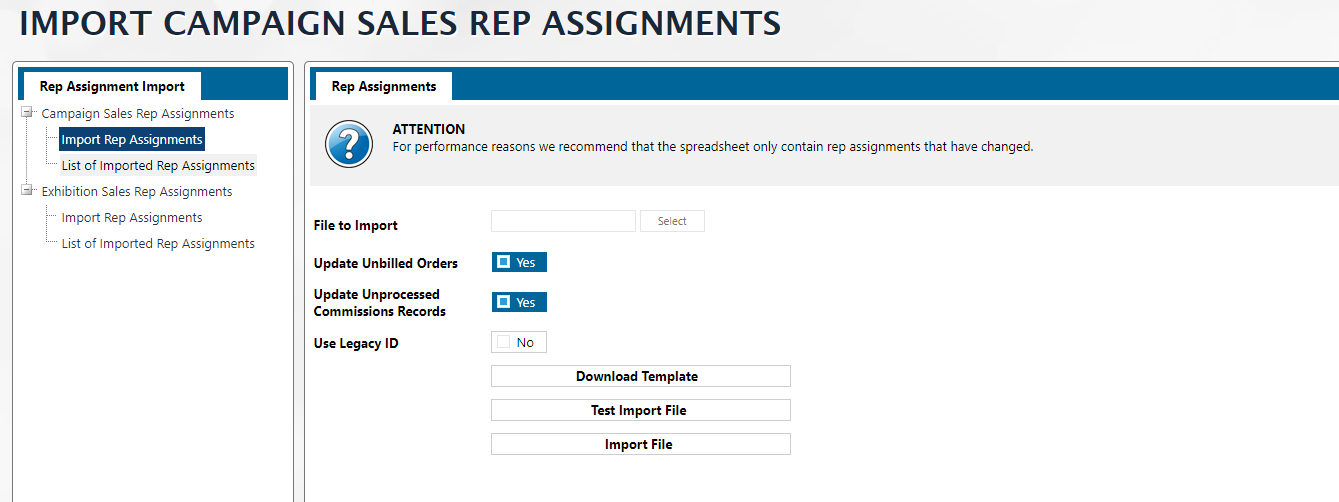 IMPORT CAMPAIGN SALES REP ASSIGNMENTS
Rep Assignment Import
Campaign Sales Rep Assignments
Import Rep Assignments
List of Imported Rep Assignments
Exhibition Sales Rep Assignments
Import Rep Assignments
List of Imported Rep Assignments
Rep Assignments
ATTENTION
For performance reasons we recommend that the spreadsheet only contain rep assignments that have changed.
File to Import
Select
Update Unbilled Orders
Yes
Update Unprocessed
Commissions Records
Yes
Use Legacy ID
No
Download Template
Test Import File
Import File